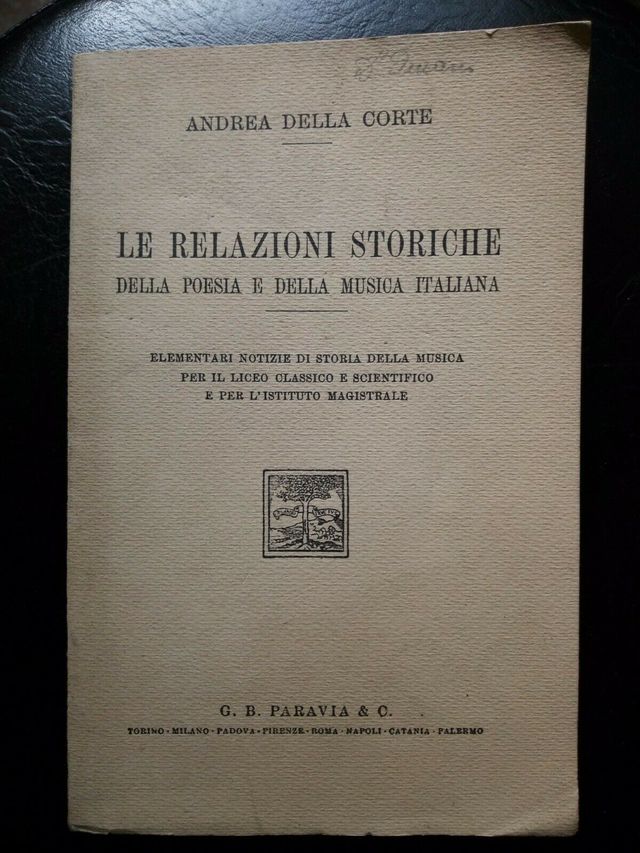 ANDREA DELLA CORTE
LE RELAZIONI STORICHE
DELLA POESIA E DELLA MUSICA ITALIANA
ELEMENTARI NOTIZIE DI STORIA DELLA MUSICA
PER IL LICEO CLASSICO E SCIENTIFICO
E PER L'ISTITUTO MAGISTRALE
G. B. PARAVIA & C.
TORINO - MILANO - PADOVA - FIRENZE - ROMA - NAPOLI - CATANIA - PALERMO